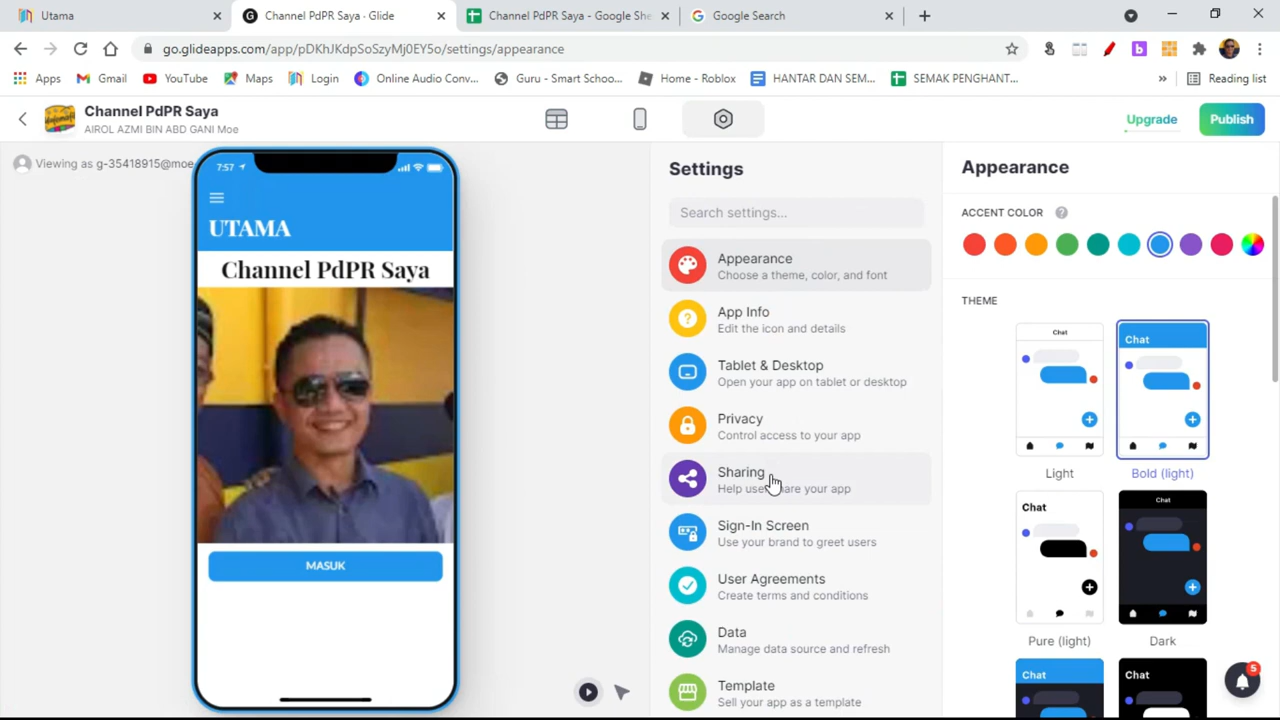 Utama
Channel PdPR Saya · Glide
Channel PdPR Saya - Google She
Google Search
go.glideapps.com/app/pDKhJKdpSoSzyMj0EY5o/settings/appearance
Apps
Gmail
YouTube
Maps
Login
Online Audio Conv...
Guru - Smart Schoo...
Home - Roblox
HANTAR DAN SEM...
SEMAK PENGHANT...
»
Reading list
Channel PdPR Saya
AIROL AZMI BIN ABD GANI Moe
Upgrade
Publish
Viewing as g-35418915@moe
7:57
UTAMA
Channel PdPR Saya
MASUK
Settings
Search settings...
Appearance
Choose a theme, color, and font
App Info
Edit the icon and details
Tablet & Desktop
Open your app on tablet or desktop
Privacy
Control access to your app
Sharing
Help use are your app
Sign-In Screen
Use your brand to greet users
User Agreements
Create terms and conditions
Data
Manage data source and refresh
Template
Sell your app as a template
Appearance
ACCENT COLOR ?
THEME
Chat
Chat
Light
Bold (light)
Chat
Chat
Pure (light)
Dark
Chat
Chat
5